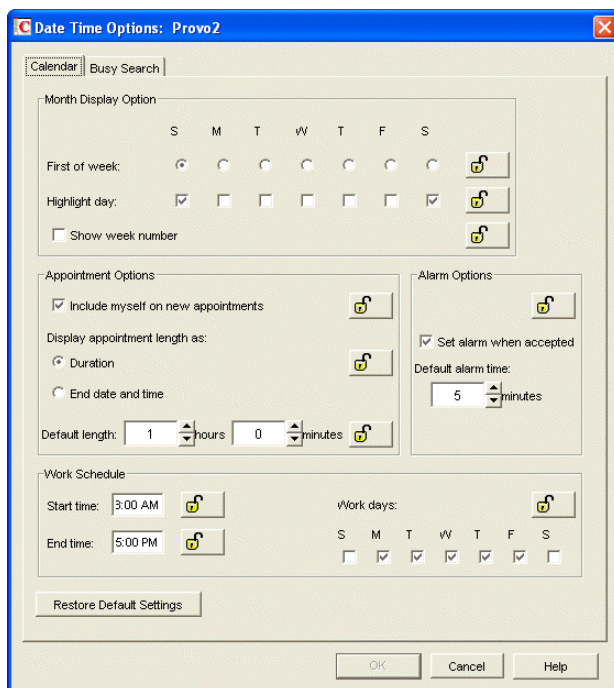 Date Time Options: Provo2
Calendar Busy Search
Month Display Option
S M T W T F S
First of week:
Highlight day:
Show week number
Appointment Options
Include myself on new appointments
Display appointment length as:
Duration
End date and time
Default length: 1 hours 0 minutes
Alarm Options
Set alarm when accepted
Default alarm time:
5 minutes
Work Schedule
Start time: :00 AM
End time: 5:00 PM
Work days:
S M T W T F S
Restore Default Settings
OK Cancel Help